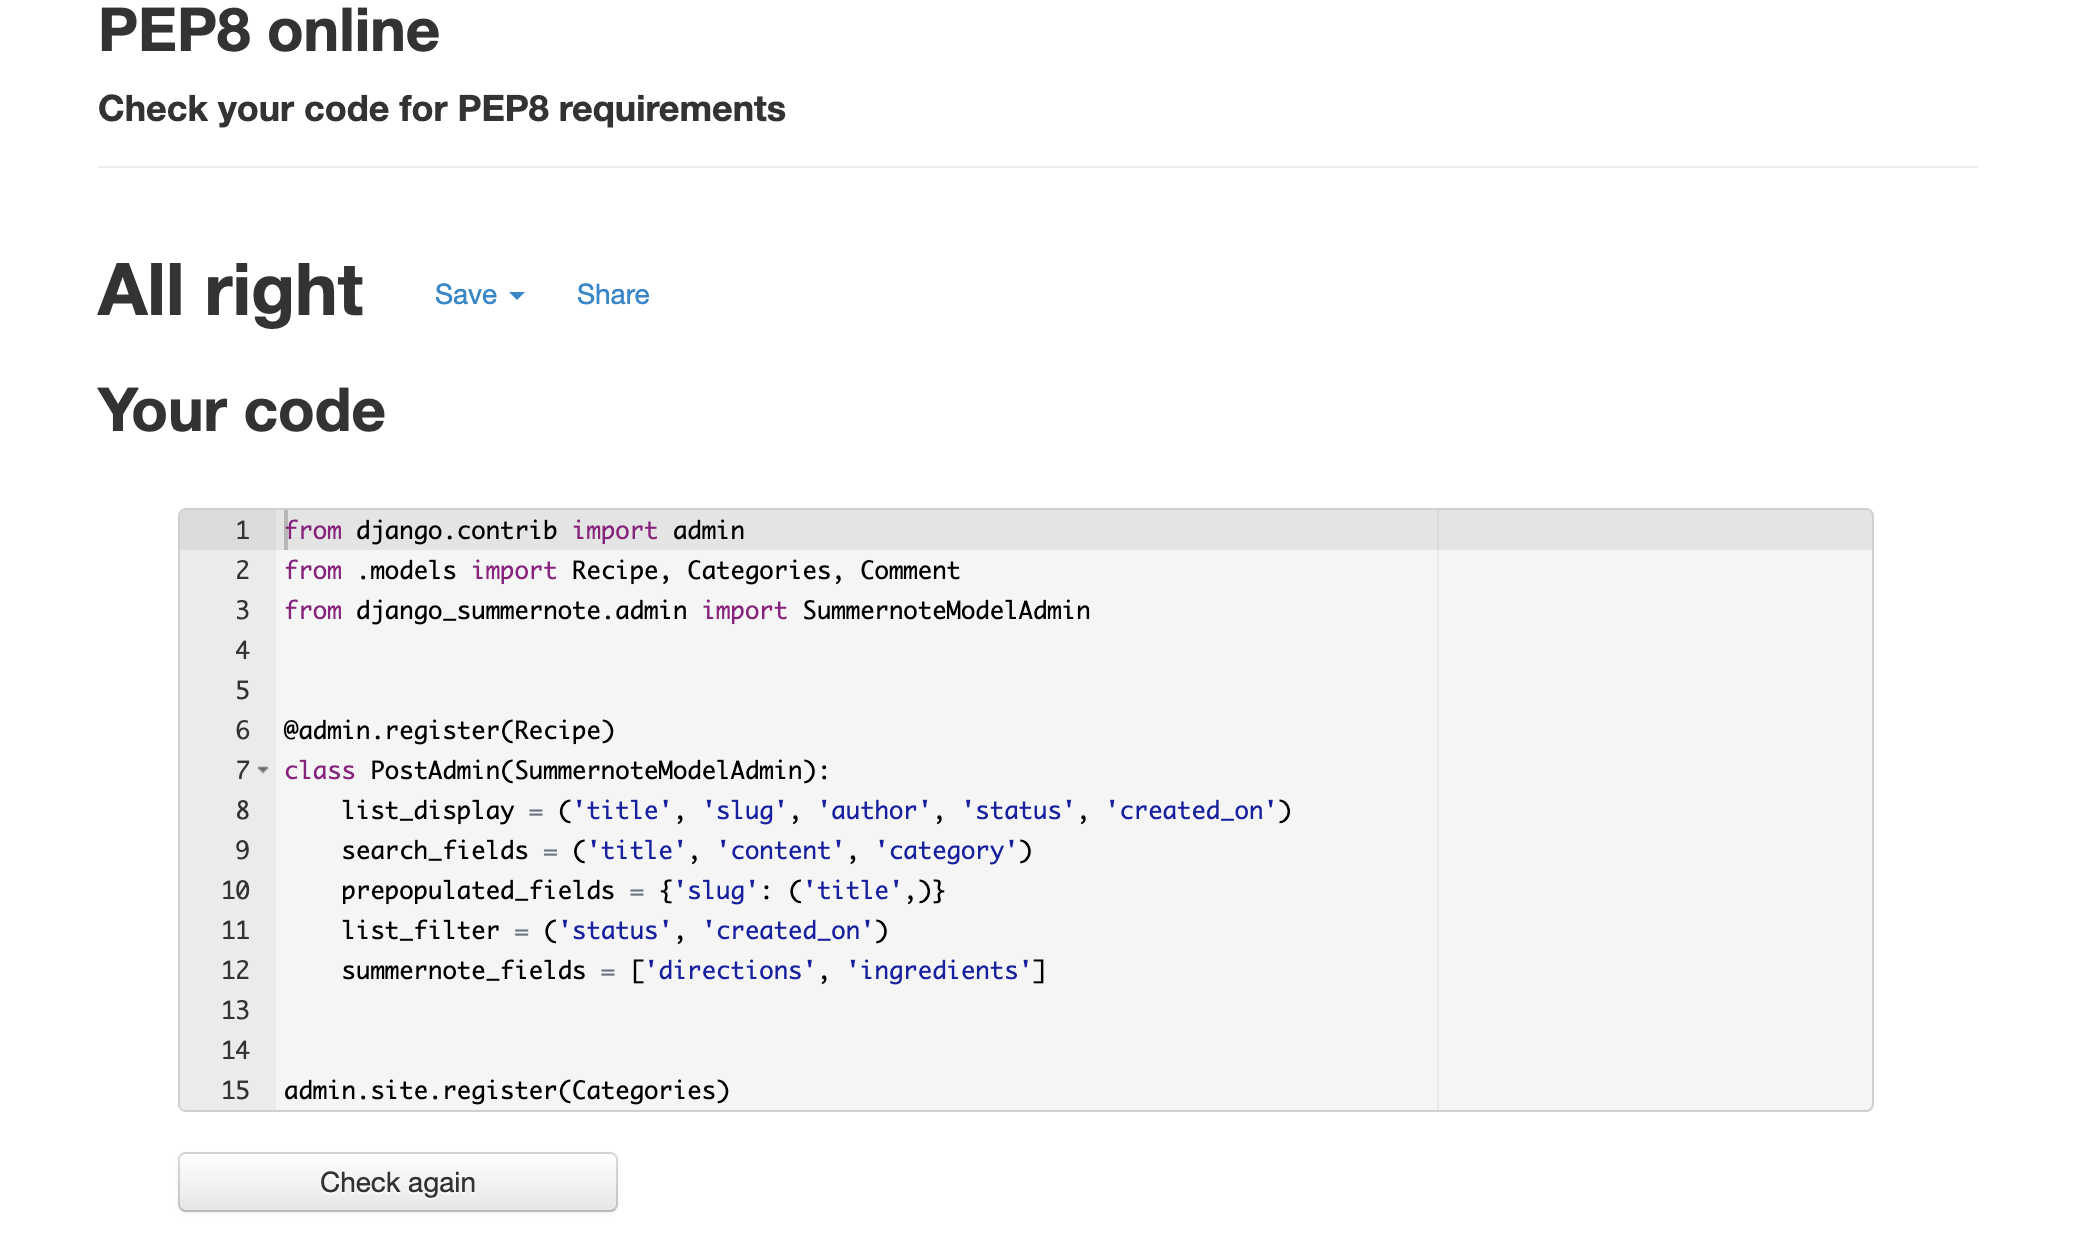 PEP8 online
Check your code for PEP8 requirements
All right Save Share
Your code
1 from django.contrib import admin
2 from .models import Recipe, Categories, Comment
3 from django_summernote.admin import SummernoteModelAdmin
4
5
6 @admin.register(Recipe)
7 class PostAdmin(SummernoteModelAdmin):
8     list_display = ('title', 'slug', 'author', 'status', 'created_on')
9     search_fields = ('title', 'content', 'category')
10     prepopulated_fields = {'slug': ('title',)}
11     list_filter = ('status', 'created_on')
12     summernote_fields = ['directions', 'ingredients']
13
14
15 admin.site.register(Categories)
Check again